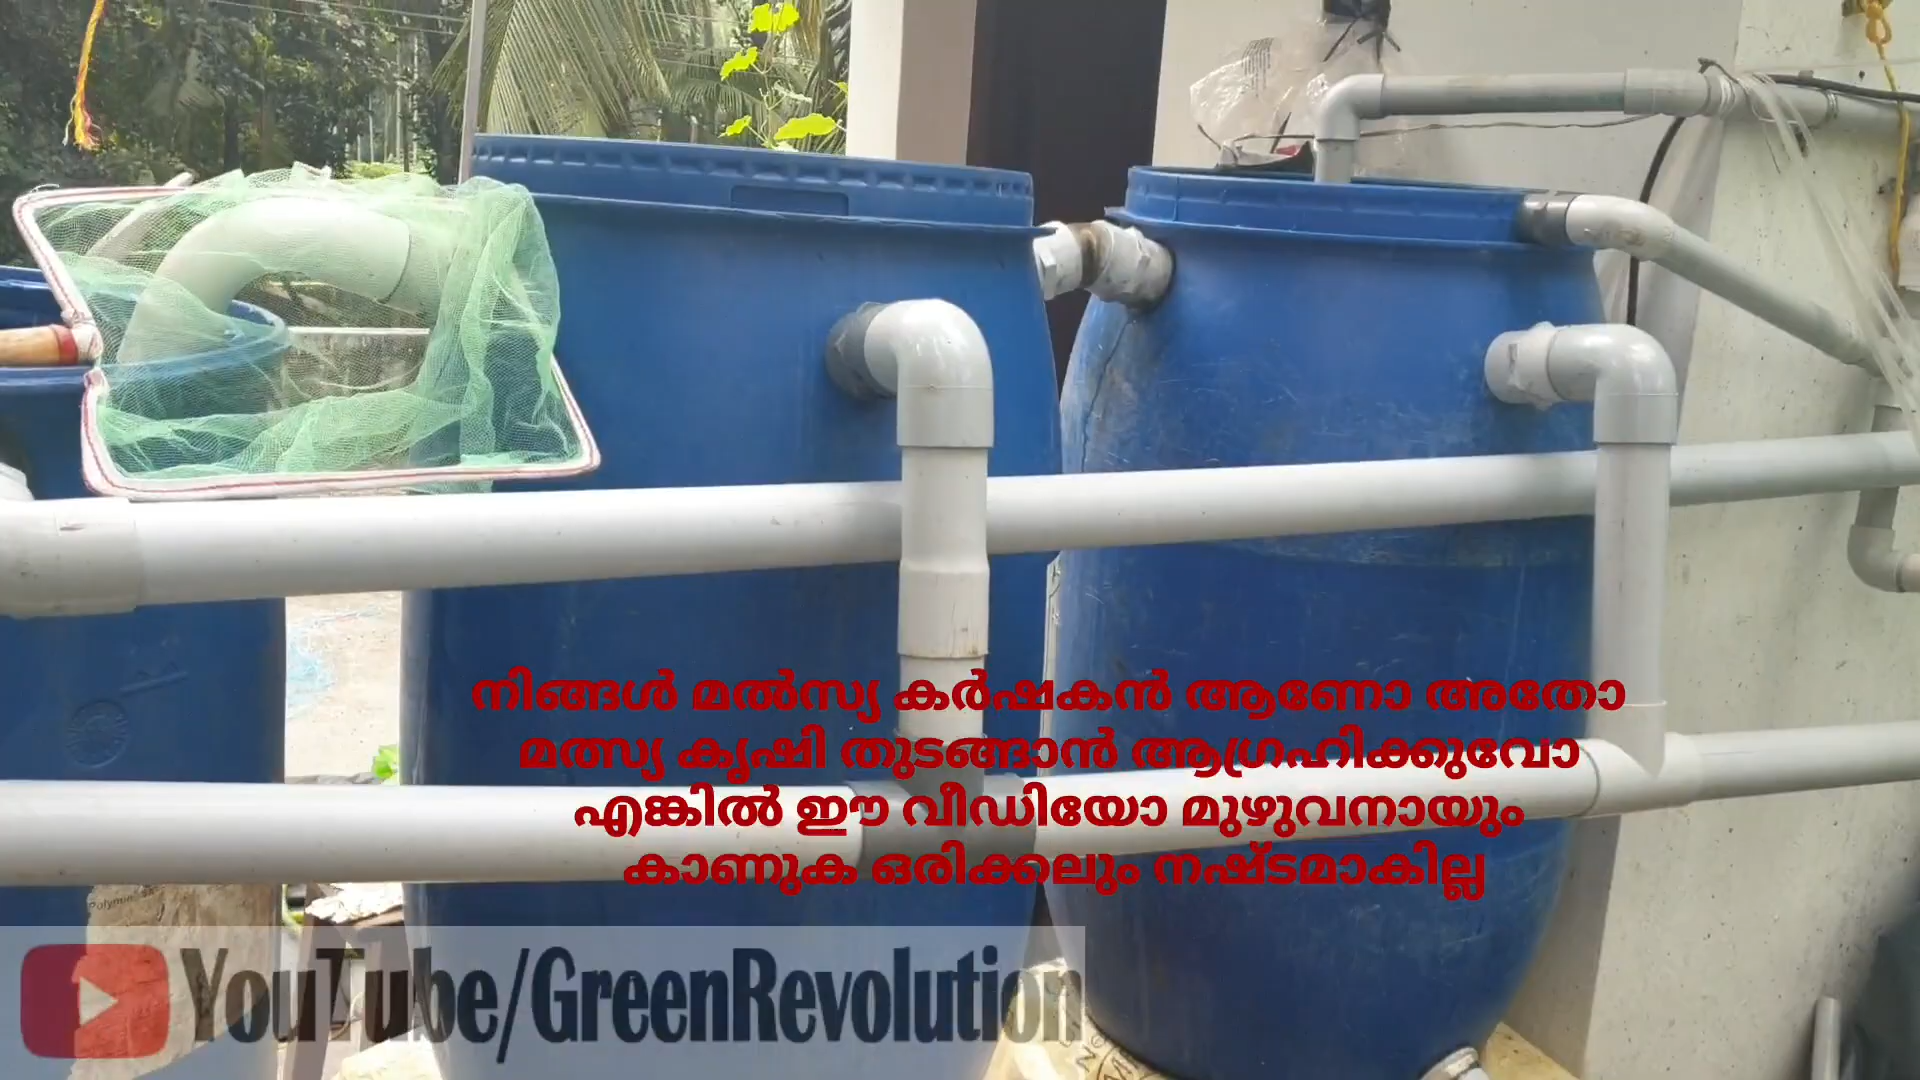 നിങ്ങൾ മൽസ്യ കർഷകൻ ആണോ അതോ
മത്സ്യ കൃഷി തുടങ്ങാൻ ആഗ്രഹിക്കുവോ
എങ്കിൽ ഈ വീഡിയോ മുഴുവനായും
കാണുക ഒരിക്കലും നഷ്ടമാകില്ല
YouTube/GreenRevolution